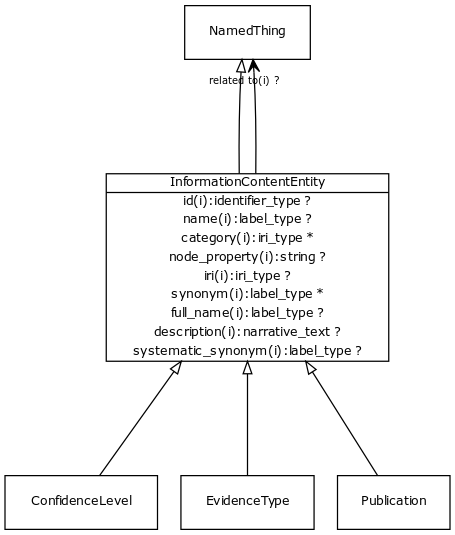 NamedThing
related to(i) ?
InformationContentEntity
id(i):identifier_type ?
name(i):label_type ?
category(i):iri_type *
node_property(i):string ?
iri(i):iri_type ?
synonym(i):label_type *
full_name(i):label_type ?
description(i):narrative_text ?
systematic_synonym(i):label_type ?
ConfidenceLevel
EvidenceType
Publication